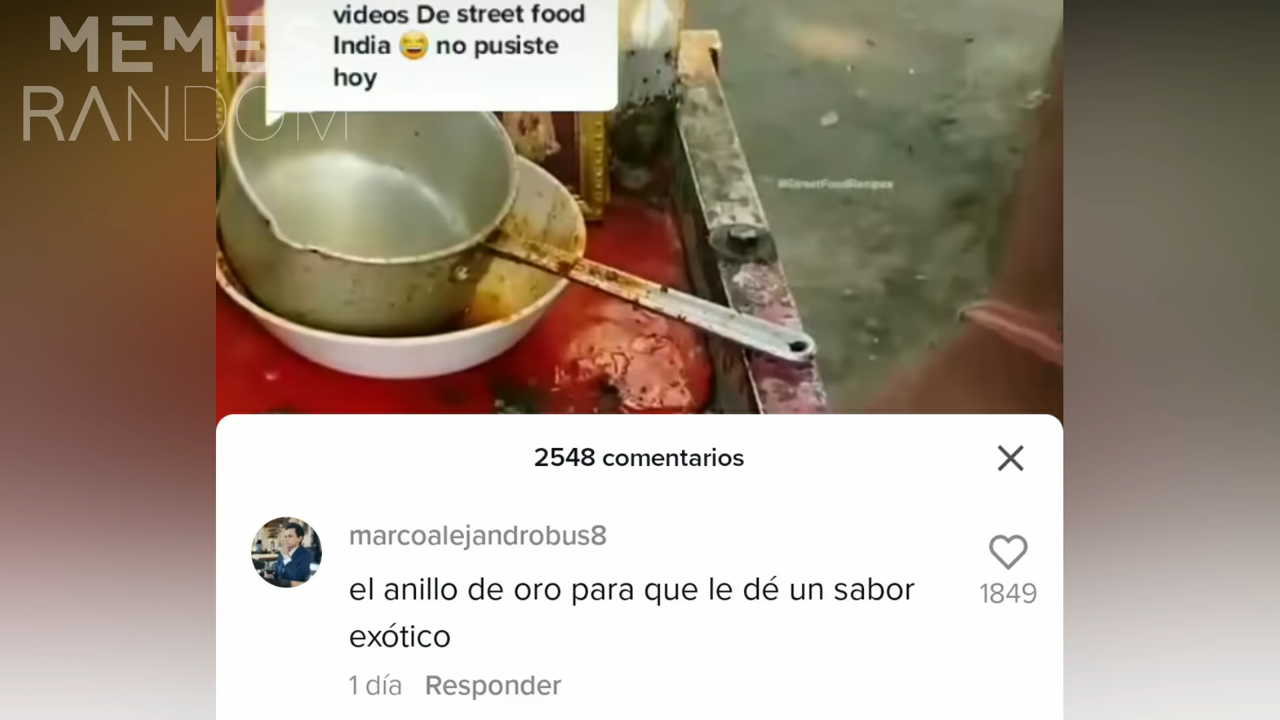 MEMES
RANDOM
videos De street food
India 😂 no pusiste
hoy
#StreetFoodRecipes
2548 comentarios
marcoalejandrobus8
el anillo de oro para que le dé un sabor
exótico
1849
1 día Responder